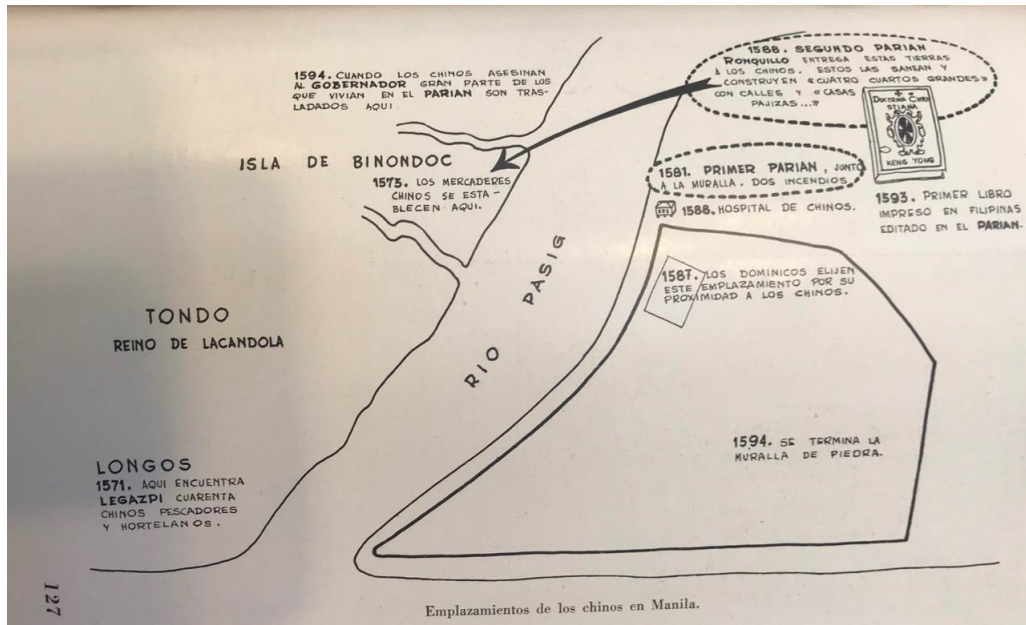 1594. CUANDO LOS CHINOS ASESINAN
AL GOBERNADOR GRAN PARTE DE LOS
QUE VIVIAN EN EL PARIAN SON TRAS-
LADADOS AQUI.
1588. SEGUNDO PARIAN
RONQUILLO ENTREGA ESTAS TIERRAS
A LOS CHINOS. ESTOS LAS SANEAN Y
CONSTRUYEN «CUATRO CUARTOS GRANDES»
CON CALLES Y «CASAS
PAJIZAS...»
DOCTRINA CHRI
STIANA
KENG YONG
ISLA DE BINONDOC
1573. LOS MERCADERES
CHINOS SE ESTA-
BLECEN AQUI.
1581. PRIMER PARIAN, JUNTO
A LA MURALLA. DOS INCENDIOS
1588. HOSPITAL DE CHINOS.
1593. PRIMER LIBRO
IMPRESO EN FILIPINAS
EDITADO EN EL PARIAN.
RIO PASIG
1587. LOS DOMINICOS ELIJEN
ESTE EMPLAZAMIENTO POR SU
PROXIMIDAD A LOS CHINOS.
TONDO
REINO DE LACANDOLA
1594. SE TERMINA LA
MURALLA DE PIEDRA.
LONGOS
1571. AQUI ENCUENTRA
LEGAZPI CUARENTA
CHINOS PESCADORES
Y HORTELANOS.
127
Emplazamientos de los chinos en Manila.